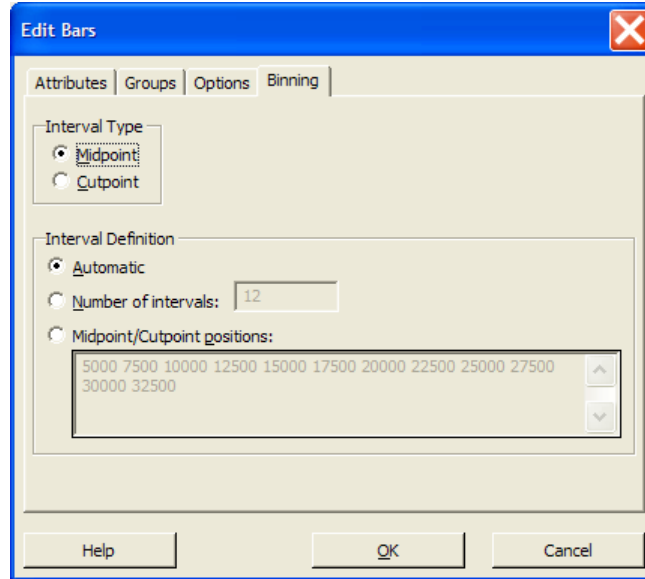 Edit Bars
Attributes Groups Options Binning
Interval Type
Midpoint
Cutpoint
Interval Definition
Automatic
Number of intervals: 12
Midpoint/Cutpoint positions:
5000 7500 10000 12500 15000 17500 20000 22500 25000 27500
30000 32500
Help OK Cancel